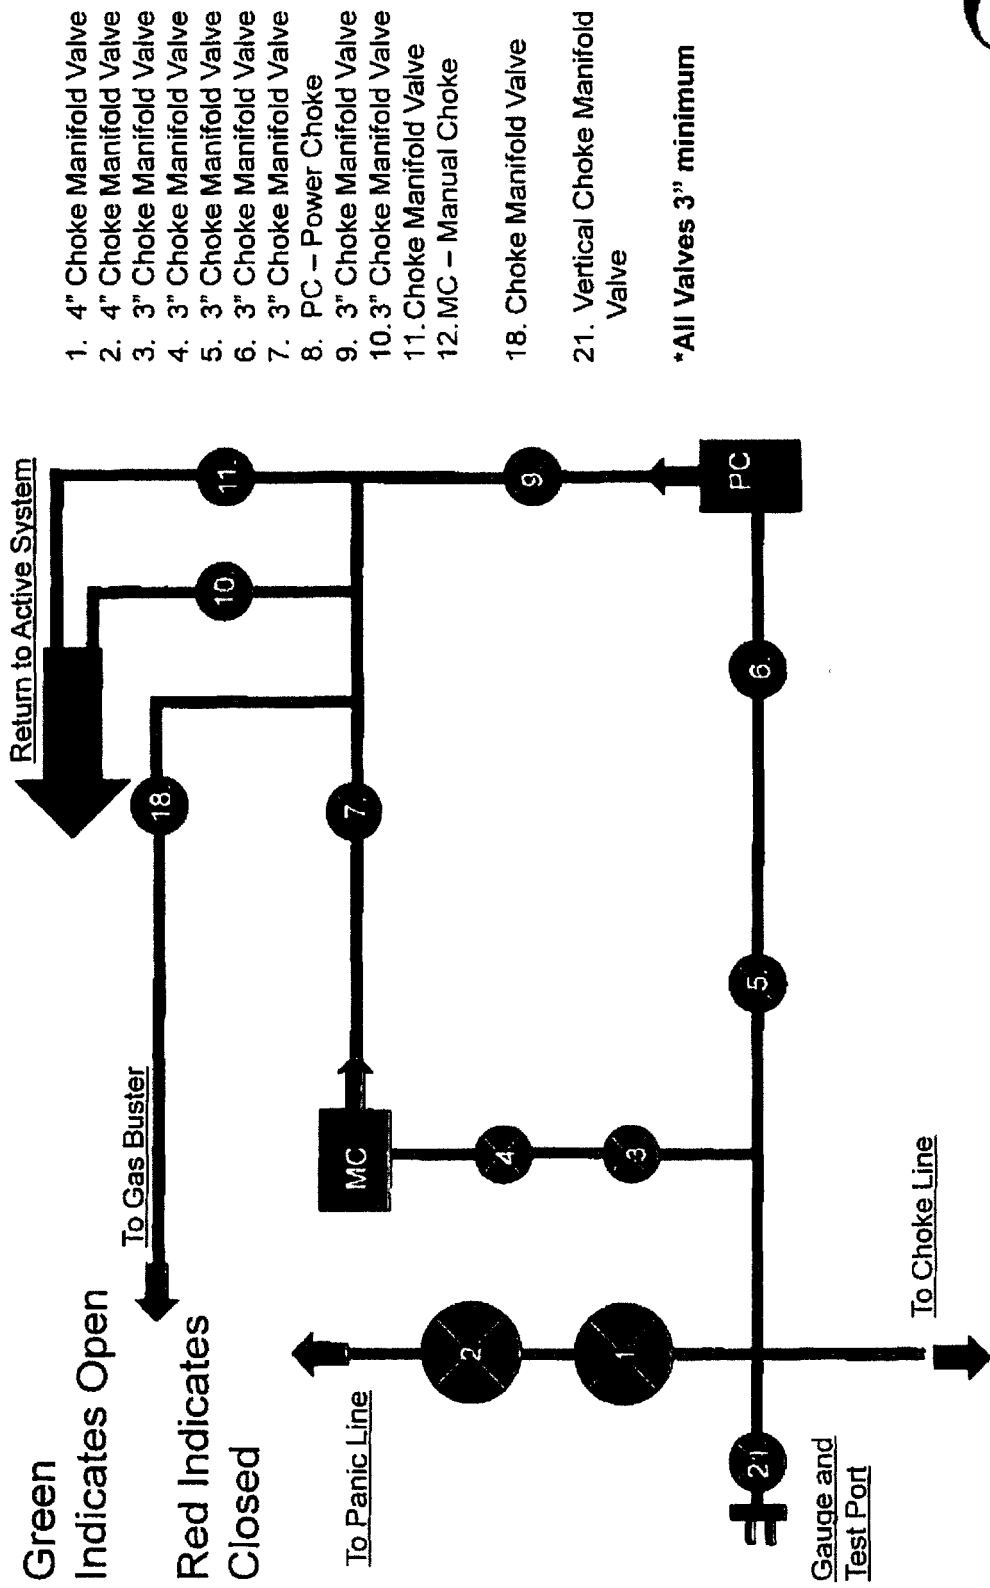 Green
Indicates Open
Red Indicates
Closed
To Gas Buster
Return to Active System
18.
10.
11.
7.
MC
4
3
To Panic Line
2
1
21
Gauge and
Test Port
To Choke Line
5.
6.
PC
9.
1. 4" Choke Manifold Valve
2. 4" Choke Manifold Valve
3. 3" Choke Manifold Valve
4. 3" Choke Manifold Valve
5. 3" Choke Manifold Valve
6. 3" Choke Manifold Valve
7. 3" Choke Manifold Valve
8. PC – Power Choke
9. 3" Choke Manifold Valve
10. 3" Choke Manifold Valve
11. Choke Manifold Valve
12. MC – Manual Choke
18. Choke Manifold Valve
21. Vertical Choke Manifold
Valve
*All Valves 3" minimum